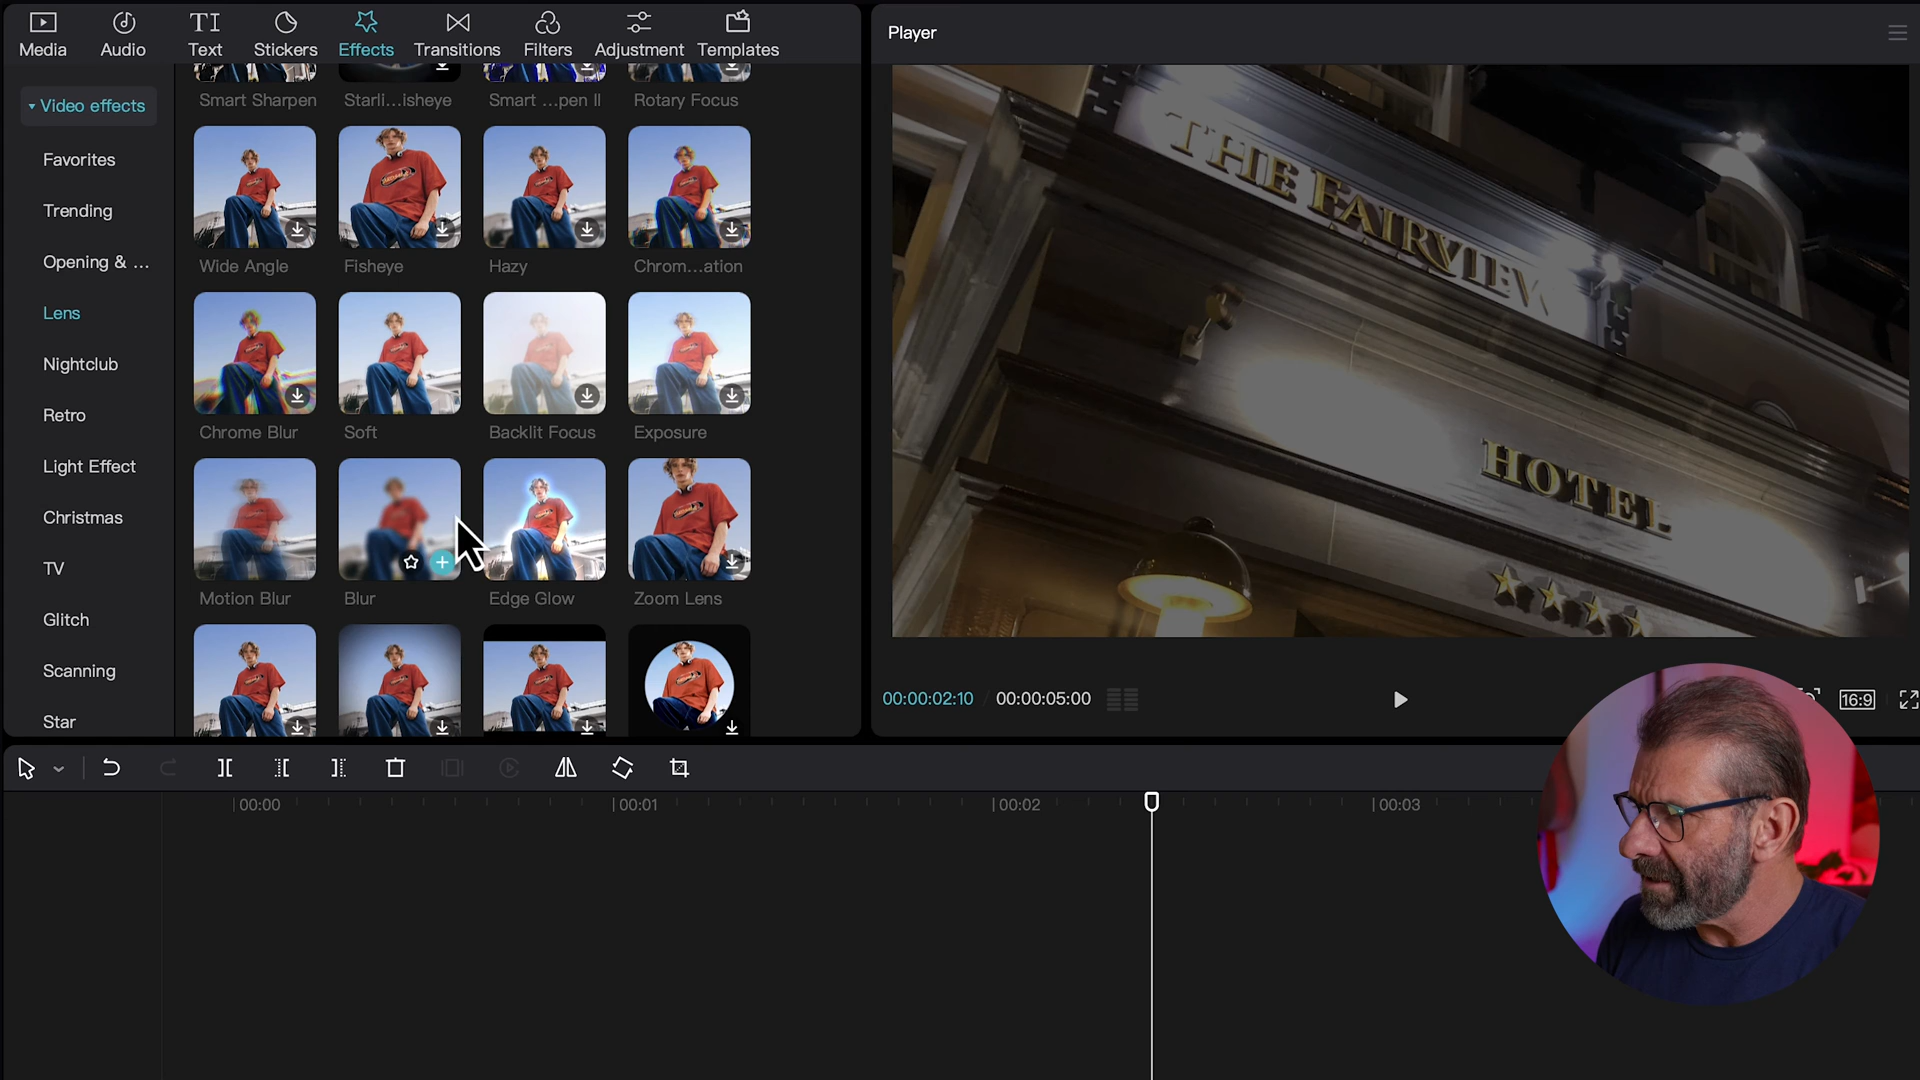 Media
Audio
Text
Stickers
Effects
Transitions
Filters
Adjustment
Templates
Player
Video effects
Favorites
Trending
Opening & ...
Lens
Nightclub
Retro
Light Effect
Christmas
TV
Glitch
Scanning
Star
Smart Sharpen
Starli...isheye
Smart ...pen II
Rotary Focus
Wide Angle
Fisheye
Hazy
Chrom...ation
Chrome Blur
Soft
Backlit Focus
Exposure
Motion Blur
Blur
Edge Glow
Zoom Lens
THE FAIRVIEW
HOTEL
00:00:02:10
00:00:05:00
16:9
00:00
00:01
00:02
00:03